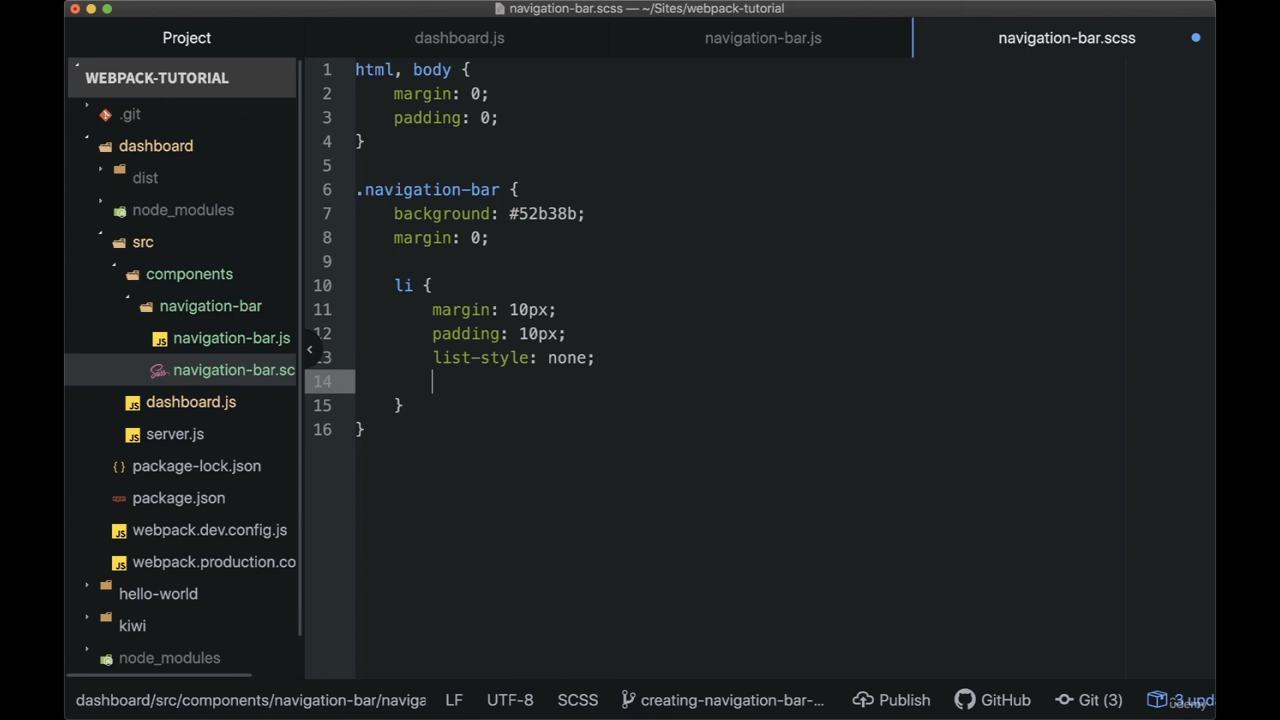 navigation-bar.scss — ~/Sites/webpack-tutorial
Project
dashboard.js
navigation-bar.js
navigation-bar.scss
WEBPACK-TUTORIAL
.git
dashboard
dist
node_modules
src
components
navigation-bar
navigation-bar.js
navigation-bar.sc
dashboard.js
server.js
package-lock.json
package.json
webpack.dev.config.js
webpack.production.co
hello-world
kiwi
node_modules
1 html, body {
2 margin: 0;
3 padding: 0;
4 }
5
6 .navigation-bar {
7 background: #52b38b;
8 margin: 0;
9
10 li {
11 margin: 10px;
12 padding: 10px;
13 list-style: none;
14
15 }
16 }
dashboard/src/components/navigation-bar/naviga LF UTF-8 SCSS creating-navigation-bar-... Publish GitHub Git (3) 3 upd
udemy